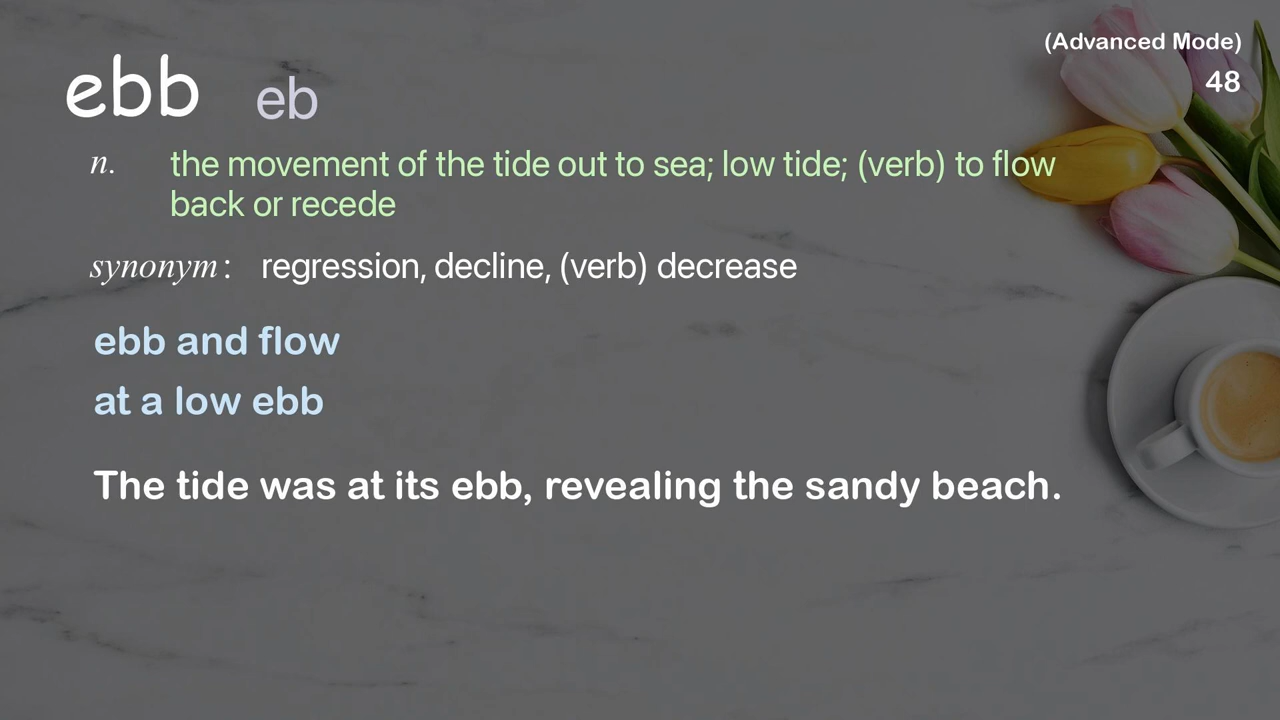 (Advanced Mode)
48
ebb eb
n. the movement of the tide out to sea; low tide; (verb) to flow
back or recede
synonym: regression, decline, (verb) decrease
ebb and flow
at a low ebb
The tide was at its ebb, revealing the sandy beach.